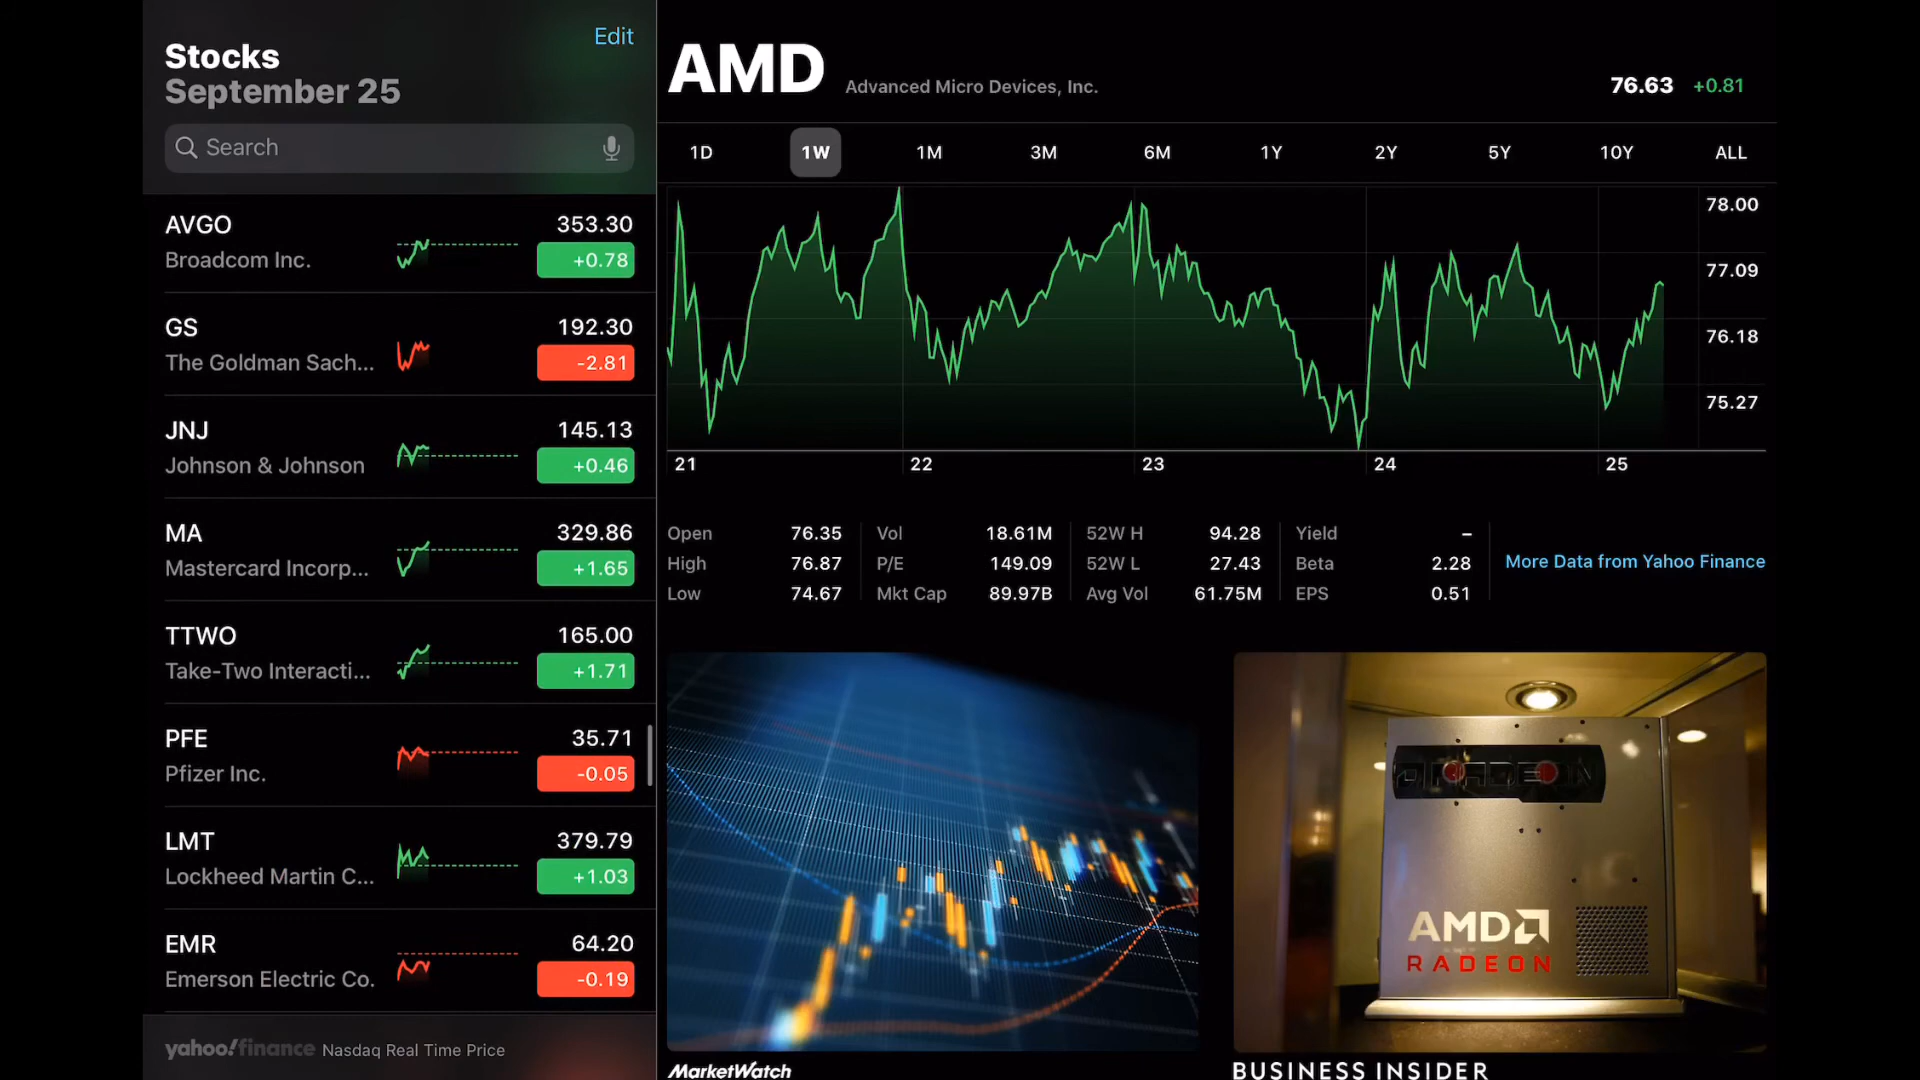 Edit
Stocks
September 25
Search
AVGO 353.30
Broadcom Inc. +0.78
GS 192.30
The Goldman Sach... -2.81
JNJ 145.13
Johnson & Johnson +0.46
MA 329.86
Mastercard Incorp... +1.65
TTWO 165.00
Take-Two Interacti... +1.71
PFE 35.71
Pfizer Inc. -0.05
LMT 379.79
Lockheed Martin C... +1.03
EMR 64.20
Emerson Electric Co. -0.19
yahoo!finance Nasdaq Real Time Price
AMD Advanced Micro Devices, Inc. 76.63 +0.81
1D 1W 1M 3M 6M 1Y 2Y 5Y 10Y ALL
78.00
77.09
76.18
75.27
21 22 23 24 25
Open 76.35 Vol 18.61M 52W H 94.28 Yield –
High 76.87 P/E 149.09 52W L 27.43 Beta 2.28
Low 74.67 Mkt Cap 89.97B Avg Vol 61.75M EPS 0.51
More Data from Yahoo Finance
RADEON
AMD
RADEON
MarketWatch
BUSINESS INSIDER